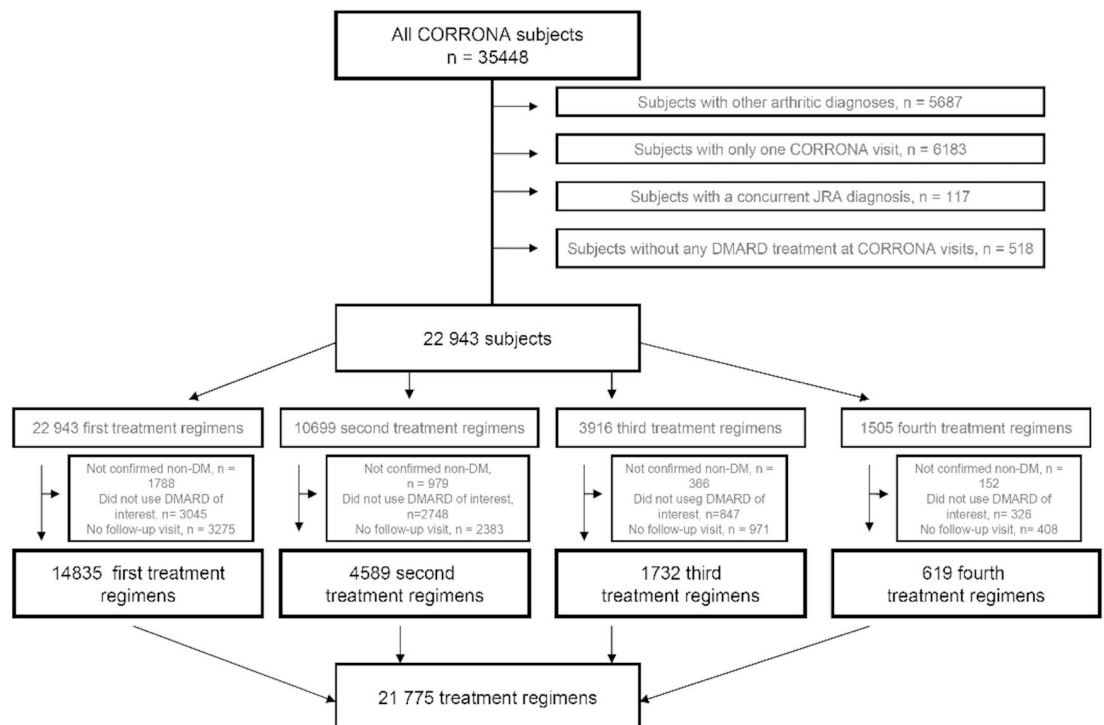 All CORRONA subjects
n = 35448
Subjects with other arthritic diagnoses, n = 5687
Subjects with only one CORRONA visit, n = 6183
Subjects with a concurrent JRA diagnosis, n = 117
Subjects without any DMARD treatment at CORRONA visits, n = 518
22 943 subjects
22 943 first treatment regimens
10699 second treatment regimens
3916 third treatment regimens
1505 fourth treatment regimens
Not confirmed non-DM, n =
1788
Did not use DMARD of
interest, n= 3045
No follow-up visit, n = 3275
Not confirmed non-DM,
n = 979
Did not use DMARD of interest,
n=2748
No follow-up visit, n = 2383
Not confirmed non-DM, n =
366
Did not useg DMARD of
interest, n=847
No follow-up visit, n = 971
Not confirmed non-DM, n =
152
Did not use DMARD of
interest, n = 326
No follow-up visit, n= 408
14835 first treatment
regimens
4589 second
treatment regimens
1732 third
treatment regimens
619 fourth
treatment regimens
21 775 treatment regimens